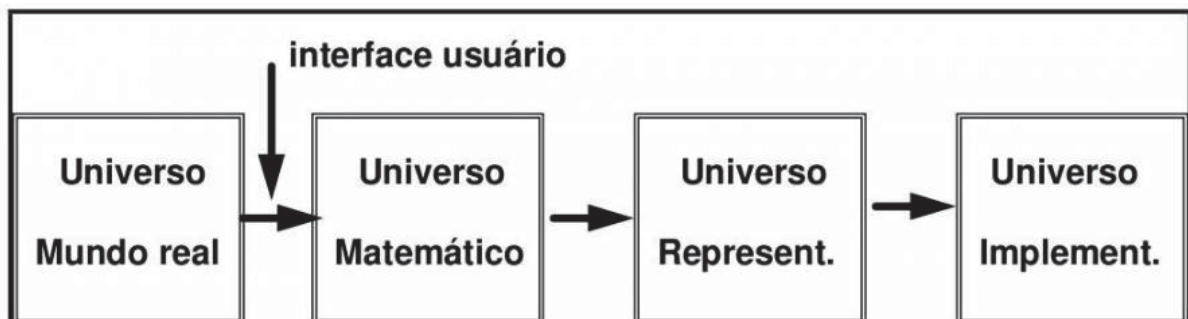 interface usuário
Universo
Mundo real
Universo
Matemático
Universo
Represent.
Universo
Implement.